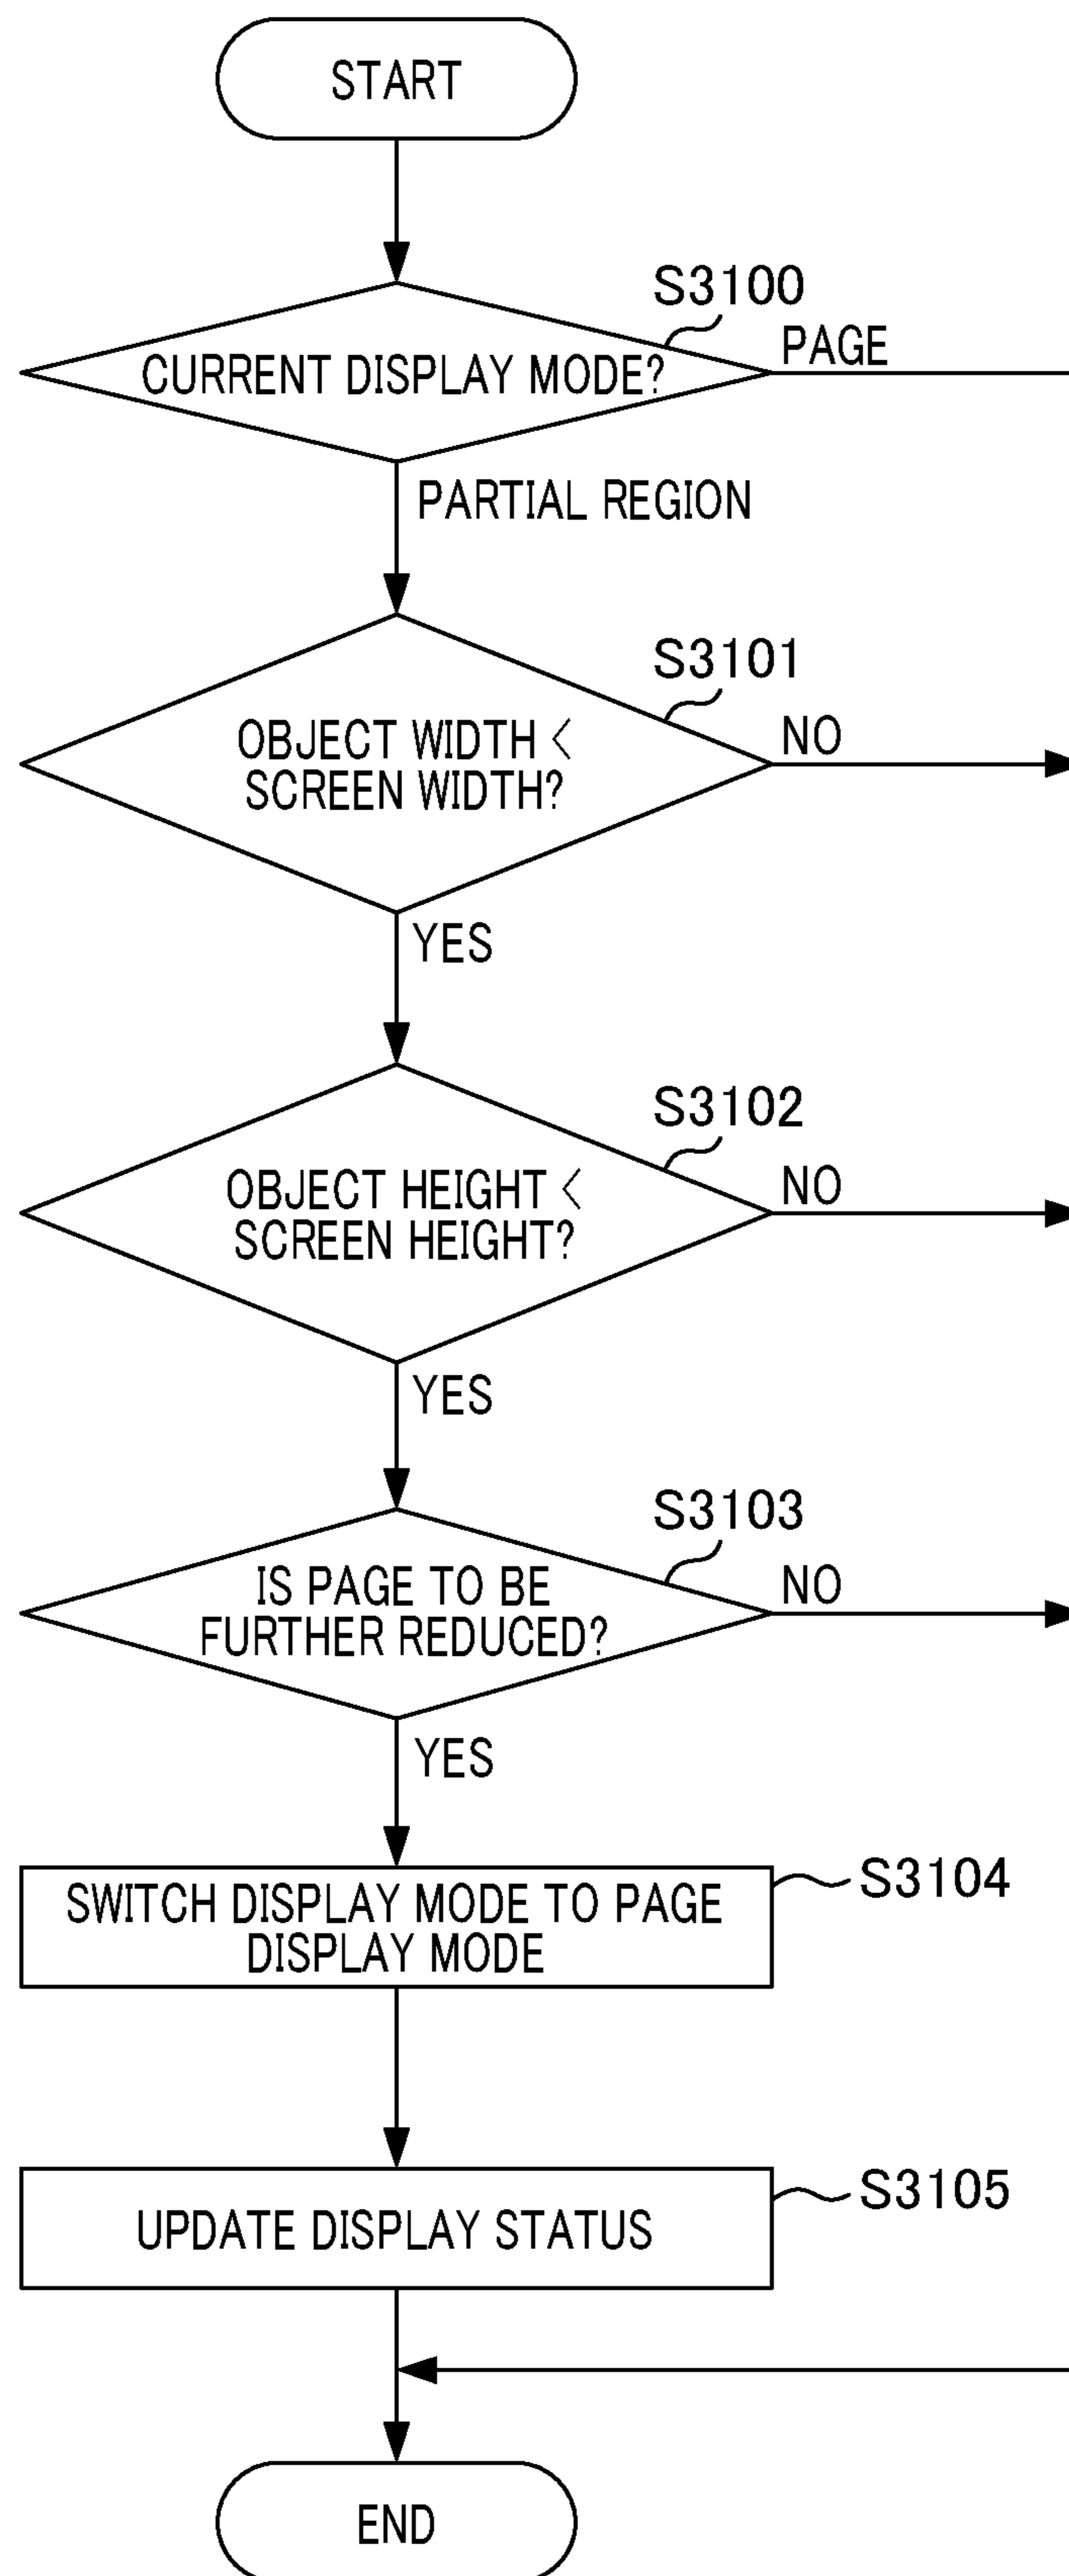 START
S3100
CURRENT DISPLAY MODE?
PAGE
PARTIAL REGION
S3101
OBJECT WIDTH <
SCREEN WIDTH?
NO
YES
S3102
OBJECT HEIGHT <
SCREEN HEIGHT?
NO
YES
S3103
IS PAGE TO BE
FURTHER REDUCED?
NO
YES
SWITCH DISPLAY MODE TO PAGE
DISPLAY MODE
S3104
UPDATE DISPLAY STATUS
S3105
END